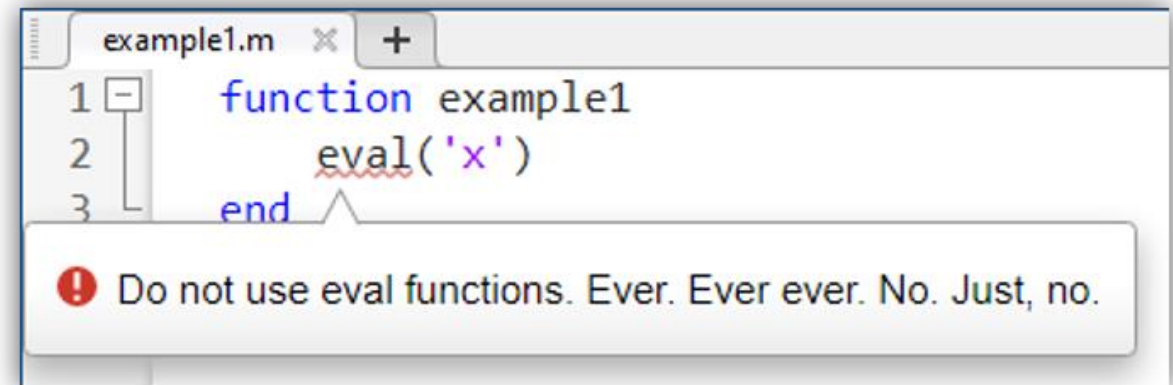 example1.m
1 function example1
2 eval('x')
3 end
Do not use eval functions. Ever. Ever ever. No. Just, no.